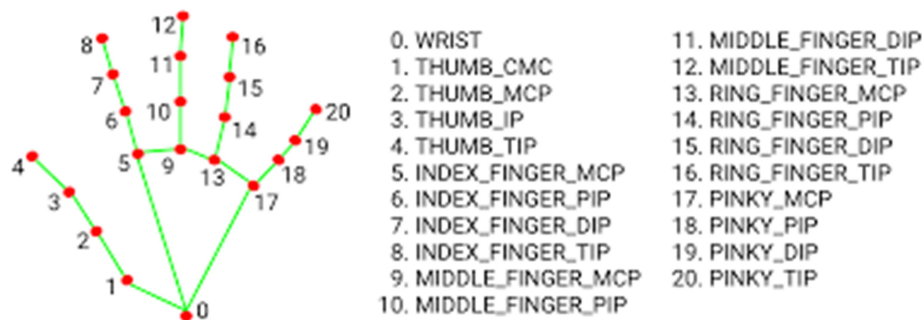 12
8
16
11
7
15
10
20
6
14
19
4
5
9
13
18
3
17
2
1
0
0. WRIST
1. THUMB_CMC
2. THUMB_MCP
3. THUMB_IP
4. THUMB_TIP
5. INDEX_FINGER_MCP
6. INDEX_FINGER_PIP
7. INDEX_FINGER_DIP
8. INDEX_FINGER_TIP
9. MIDDLE_FINGER_MCP
10. MIDDLE_FINGER_PIP
11. MIDDLE_FINGER_DIP
12. MIDDLE_FINGER_TIP
13. RING_FINGER_MCP
14. RING_FINGER_PIP
15. RING_FINGER_DIP
16. RING_FINGER_TIP
17. PINKY_MCP
18. PINKY_PIP
19. PINKY_DIP
20. PINKY_TIP